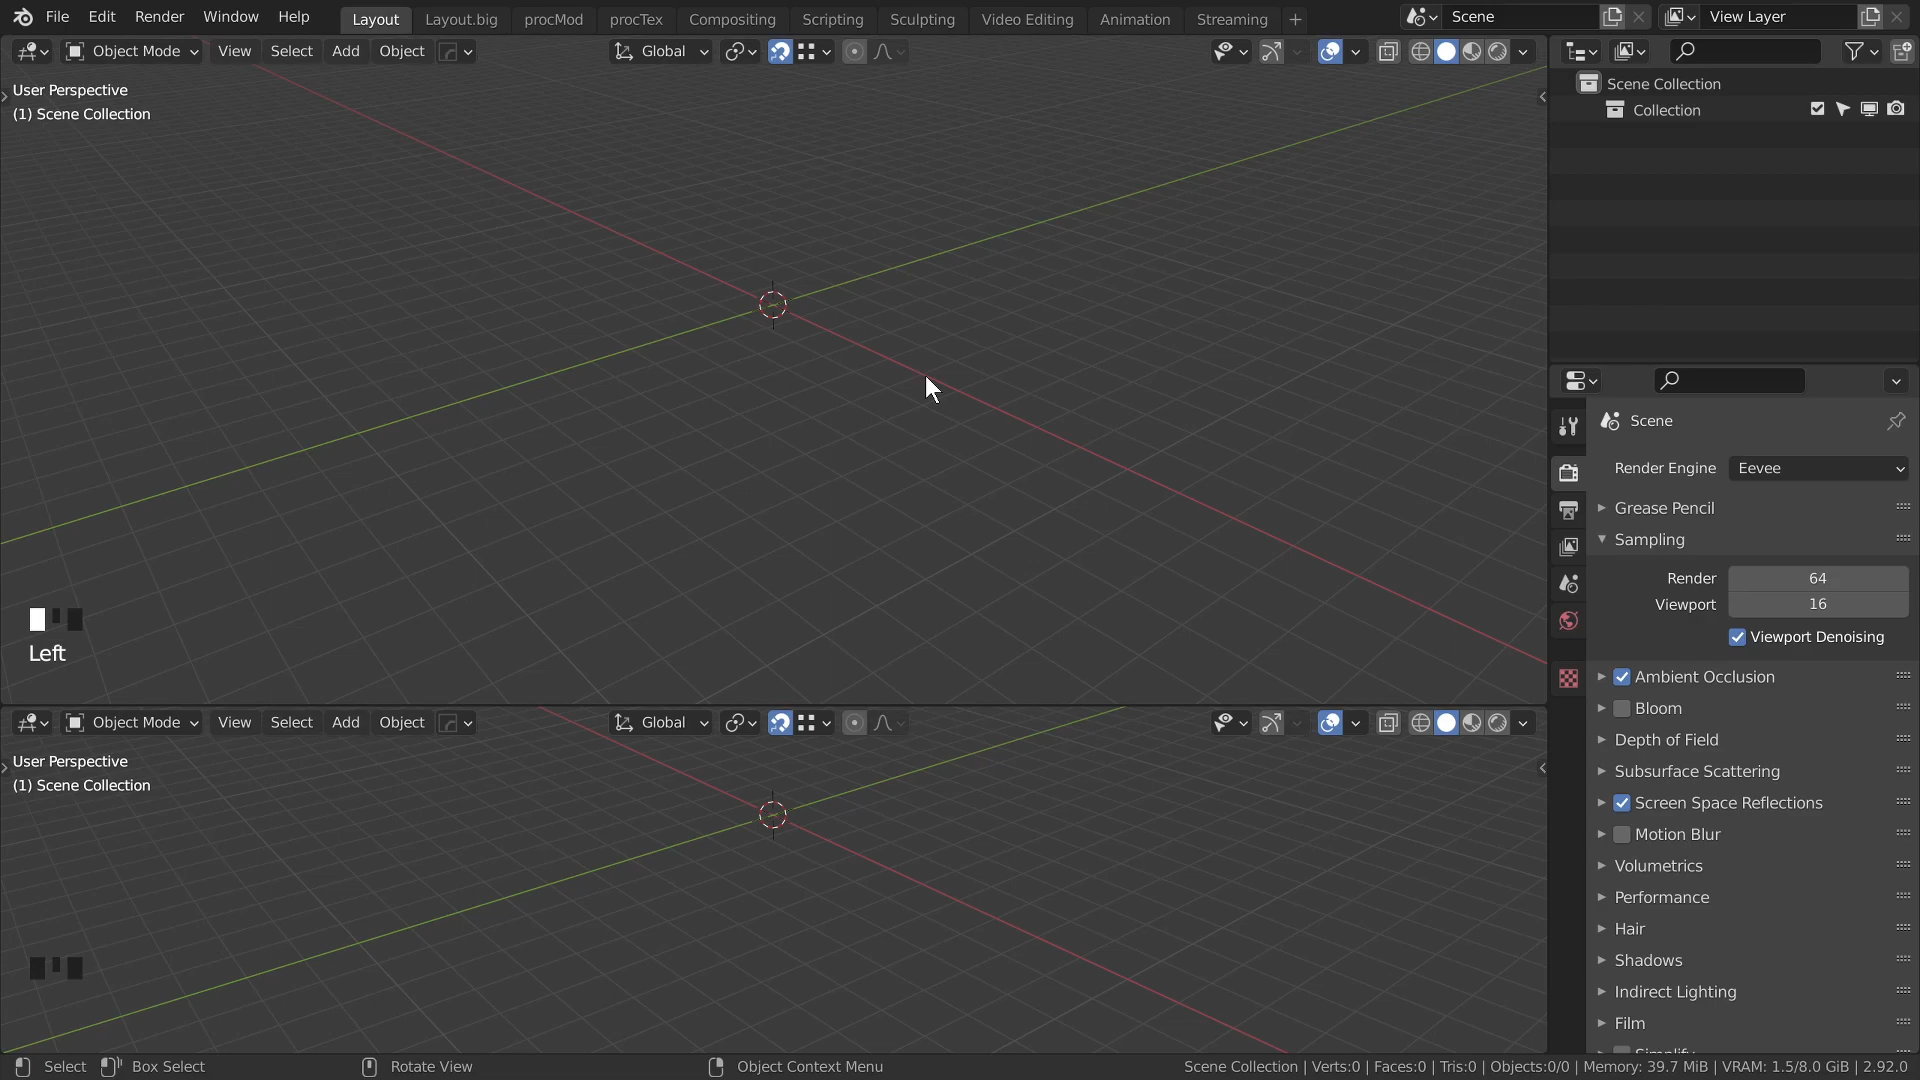 File Edit Render Window Help Layout Layout.big procMod procTex Compositing Scripting Sculpting Video Editing Animation Streaming + Scene View Layer
Object Mode View Select Add Object Global
User Perspective
(1) Scene Collection
Left
Object Mode View Select Add Object Global
User Perspective
(1) Scene Collection
Scene Collection
Collection
Scene
Render Engine Eevee
Grease Pencil
Sampling
Render 64
Viewport 16
Viewport Denoising
Ambient Occlusion
Bloom
Depth of Field
Subsurface Scattering
Screen Space Reflections
Motion Blur
Volumetrics
Performance
Hair
Shadows
Indirect Lighting
Film
Simplify
Select Box Select Rotate View Object Context Menu Scene Collection | Verts:0 | Faces:0 | Tris:0 | Objects:0/0 | Memory: 39.7 MiB | VRAM: 1.5/8.0 GiB | 2.92.0